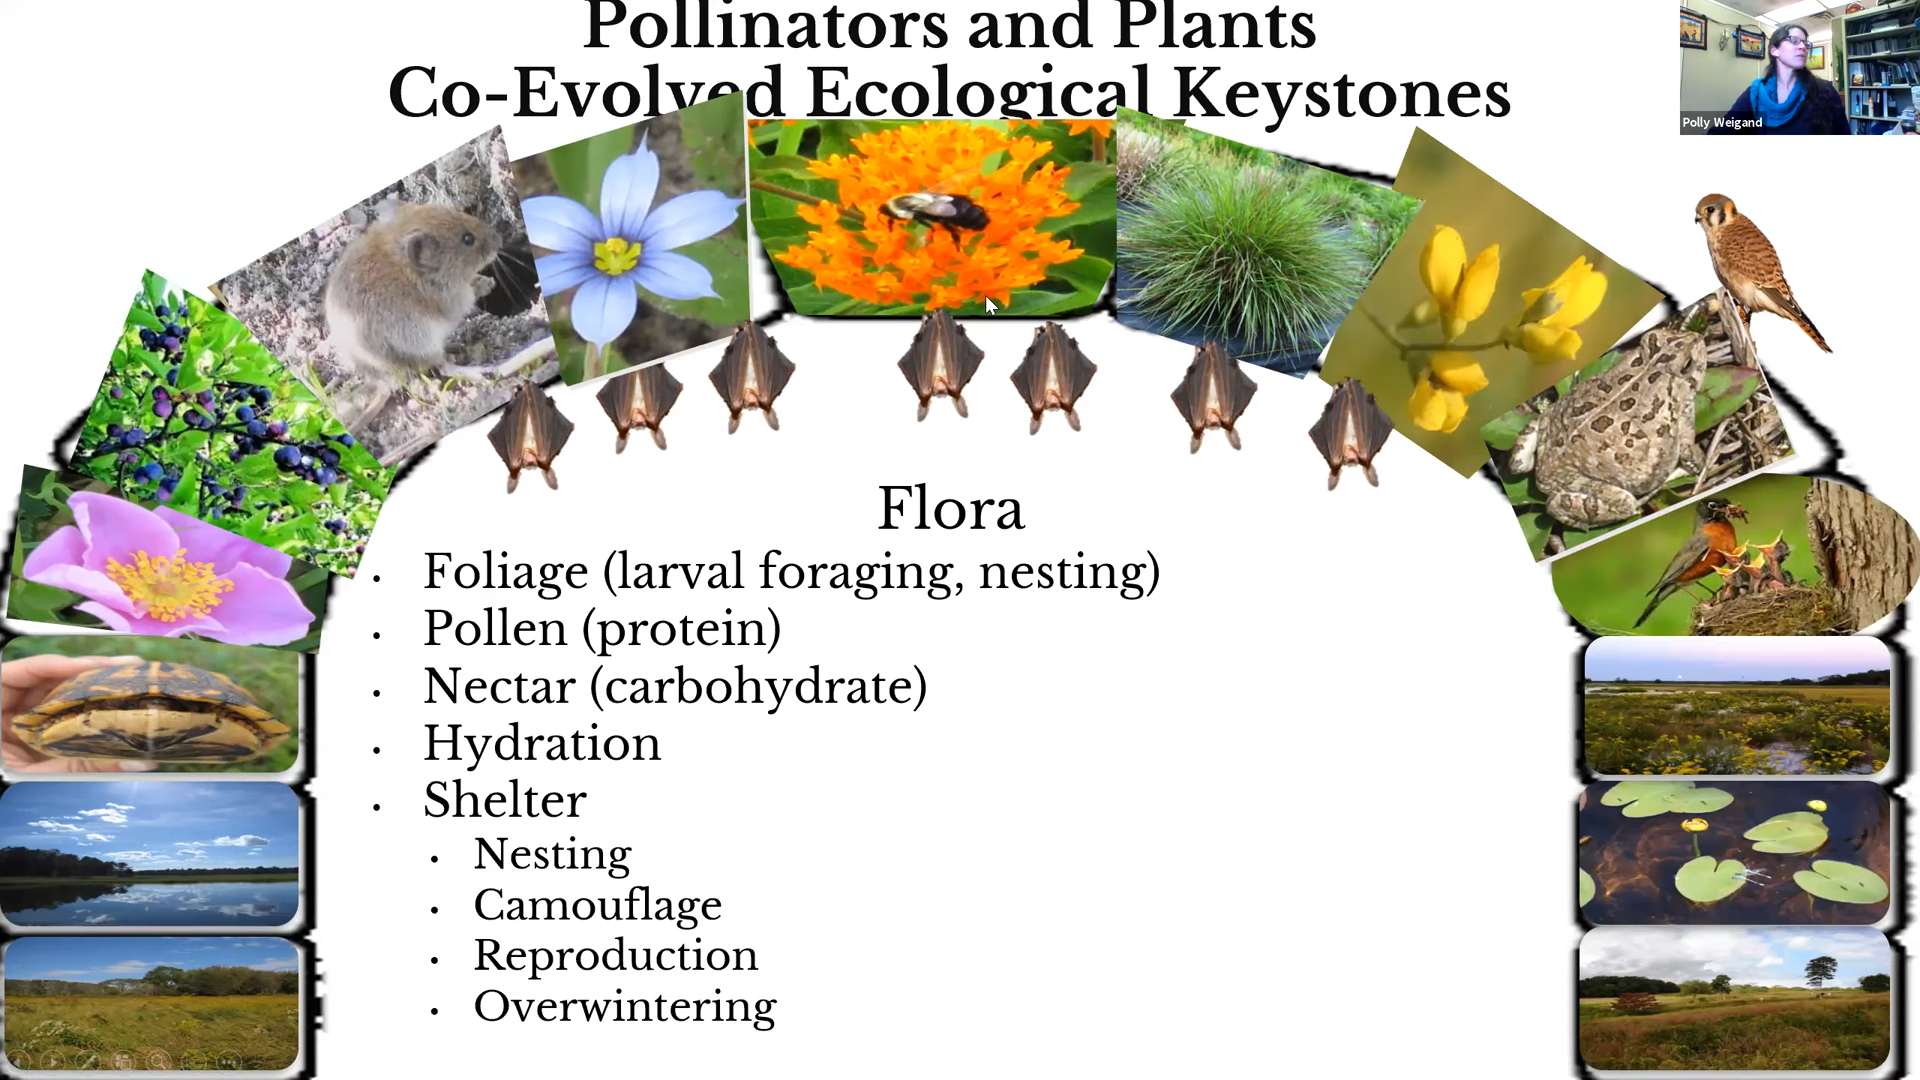 Pollinators and Plants
Co-Evolved Ecological Keystones
Polly Weigand
Flora
• Foliage (larval foraging, nesting)
• Pollen (protein)
• Nectar (carbohydrate)
• Hydration
• Shelter
• Nesting
• Camouflage
• Reproduction
• Overwintering